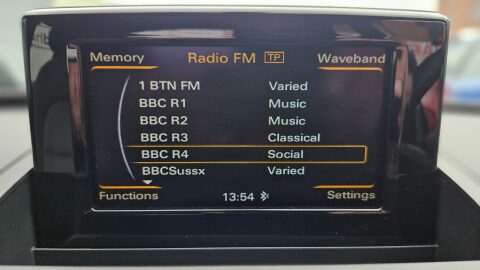 Memory Radio FM TP Waveband
1 BTN FM Varied
BBC R1 Music
BBC R2 Music
BBC R3 Classical
BBC R4 Social
BBCSussx Varied
Functions 13:54 Settings